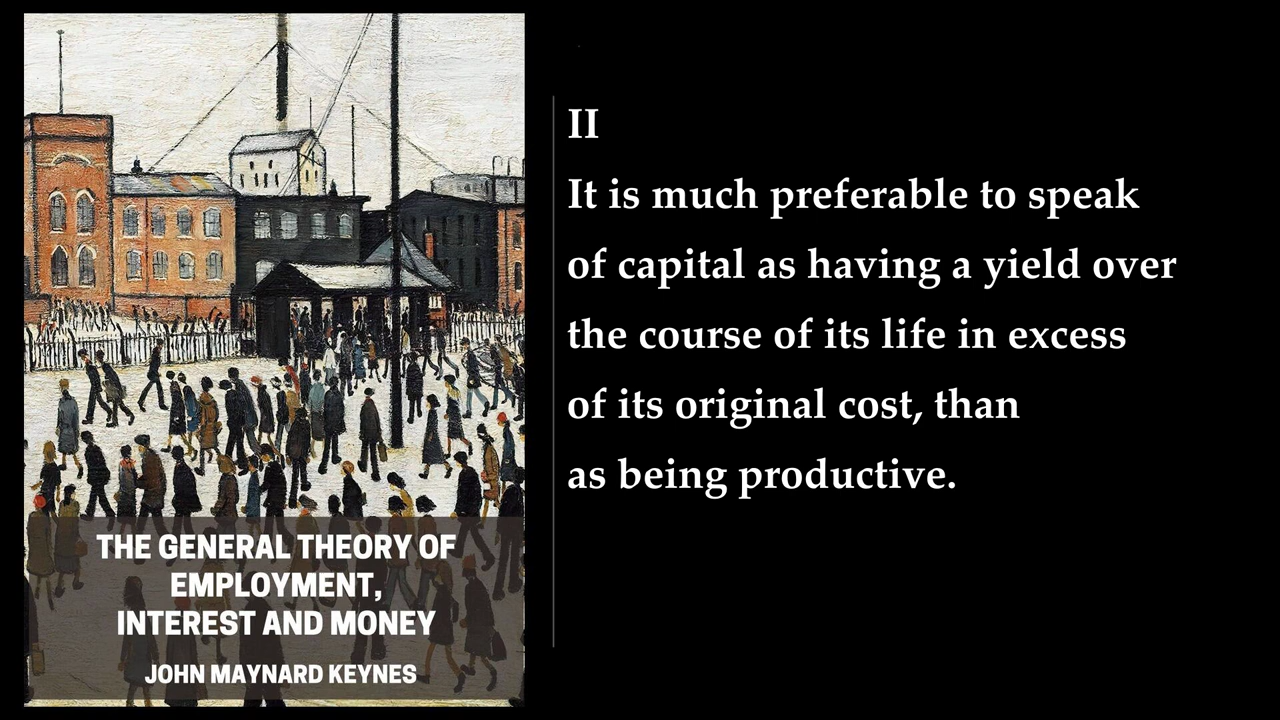 THE GENERAL THEORY OF
EMPLOYMENT,
INTEREST AND MONEY
JOHN MAYNARD KEYNES
II
It is much preferable to speak
of capital as having a yield over
the course of its life in excess
of its original cost, than
as being productive.